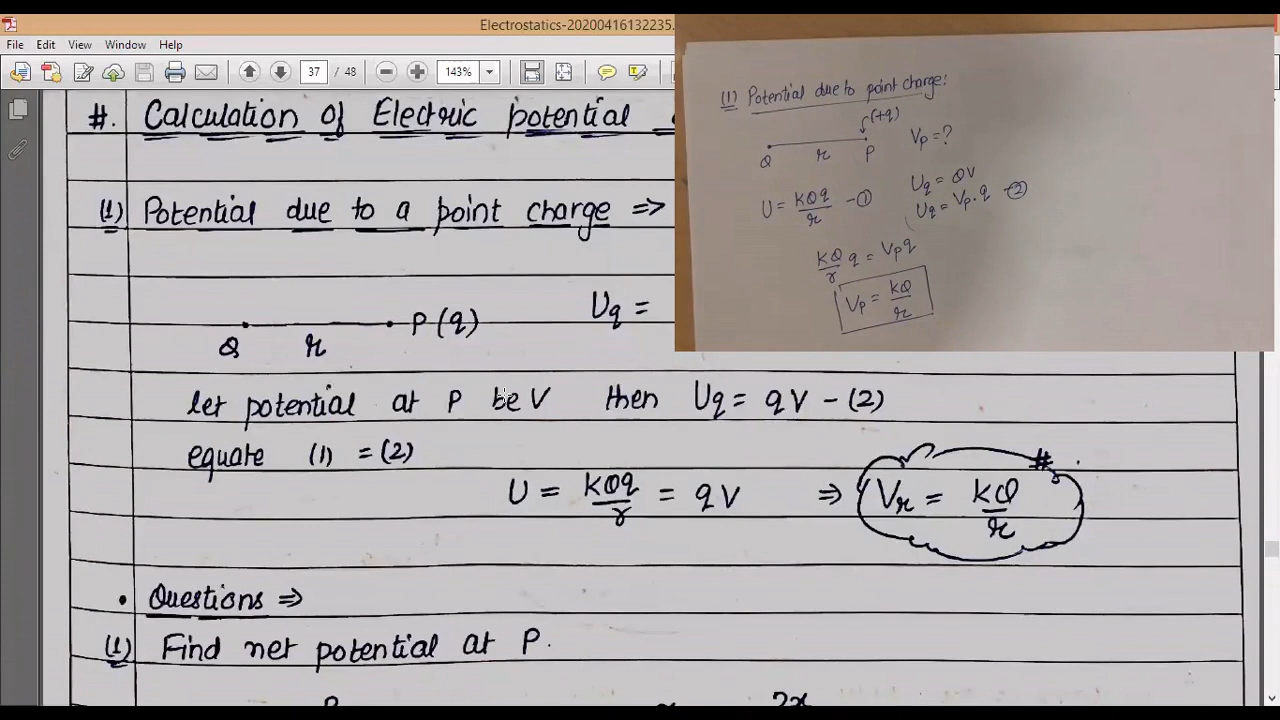 Electrostatics-20200416132235.
File Edit View Window Help
37 / 48 143%
#. Calculation of Electric potential
(1) Potential due to a point charge ⇒
Q r P (q) Uq =
let potential at P be V then Uq = qV - (2)
equate (1) = (2)
U = kQq/r = qV ⇒ Vr = kQ/r #.
• Questions ⇒
(1) Find net potential at P.
2x
(1) Potential due to point charge:
(+q)
Q r P Vp = ?
U = kQq/r - ① Uq = QV
Uq = Vp. q - ②
kQ/r q = Vp q
Vp = kQ/r